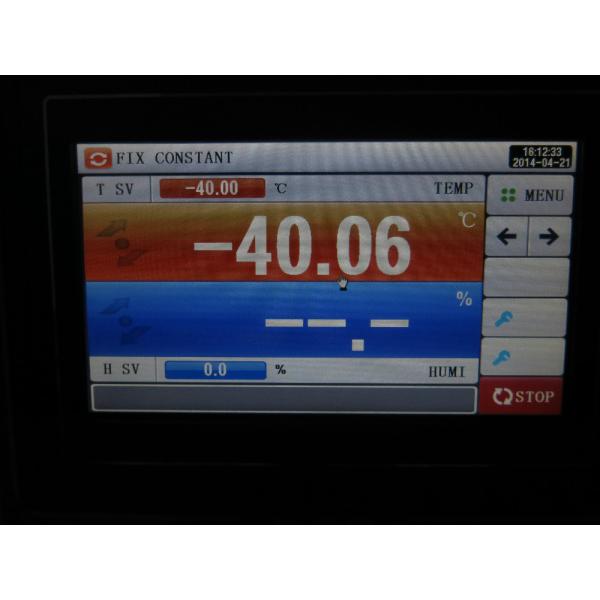 FIX CONSTANT
16:12:33
2014-04-21
T SV -40.00 ℃ TEMP
MENU
-40.06 ℃
← →
%
--.-
H SV 0.0 % HUMI
STOP